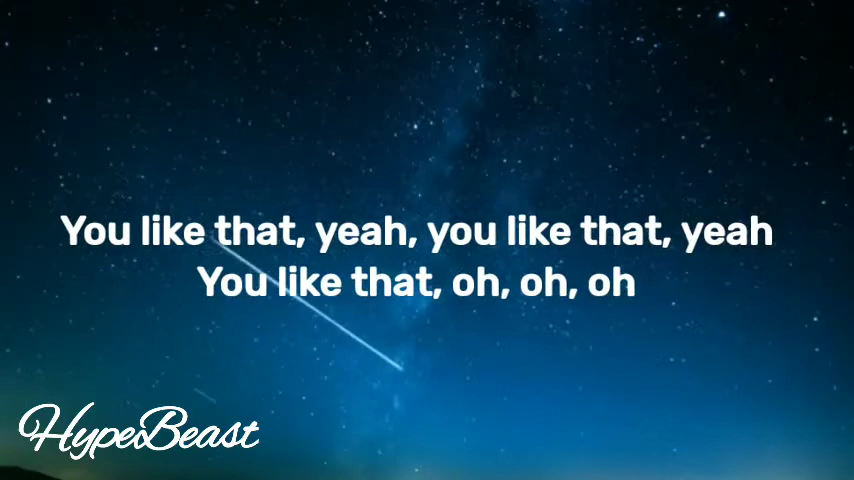 You like that, yeah, you like that, yeah
You like that, oh, oh, oh
HypeBeast